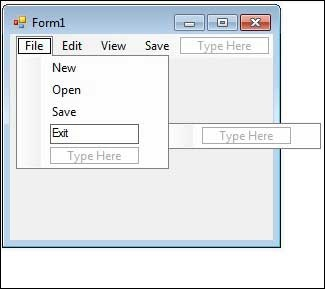 Form1
File Edit View Save Type Here
New
Open
Save
Exit Type Here
Type Here